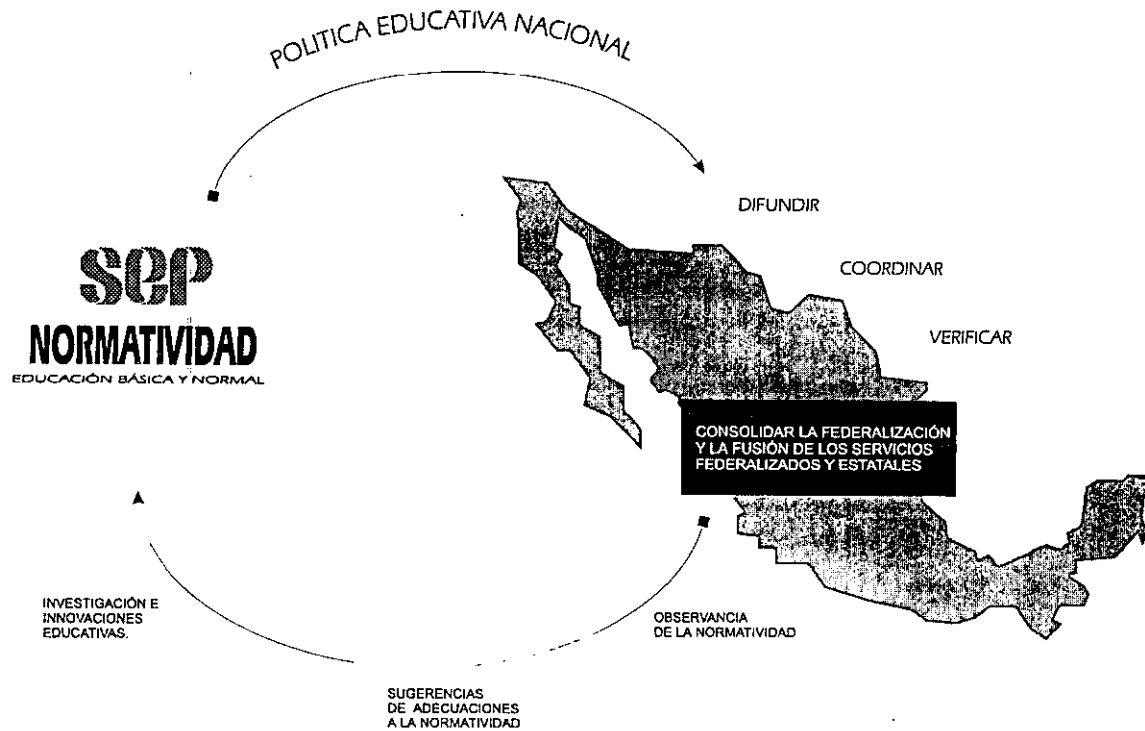 POLITICA EDUCATIVA NACIONAL
DIFUNDIR
COORDINAR
VERIFICAR
sep
NORMATIVIDAD
EDUCACIÓN BÁSICA Y NORMAL
CONSOLIDAR LA FEDERALIZACIÓN
Y LA FUSIÓN DE LOS SERVICIOS
FEDERALIZADOS Y ESTATALES
INVESTIGACIÓN E
INNOVACIONES
EDUCATIVAS.
OBSERVANCIA
DE LA NORMATIVIDAD
SUGERENCIAS
DE ADECUACIONES
A LA NORMATIVIDAD